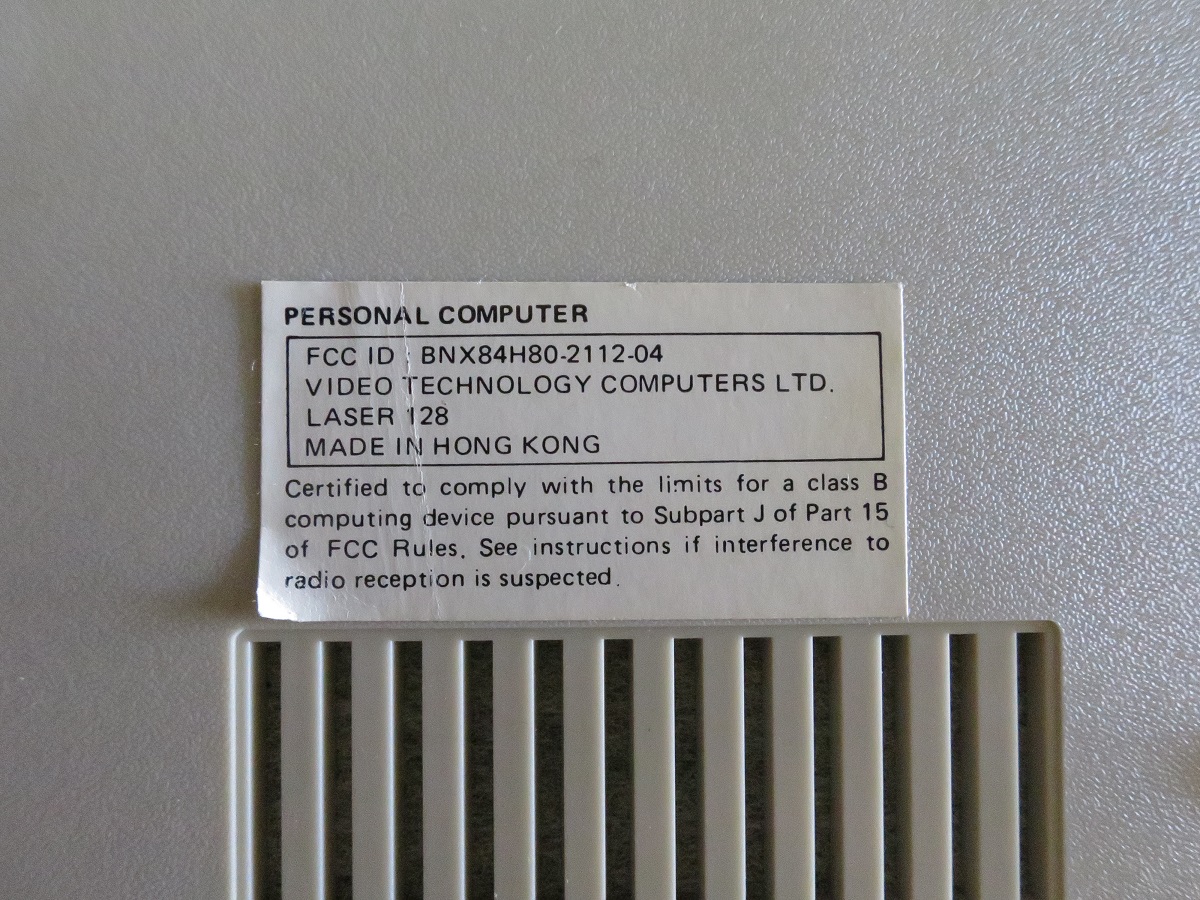 PERSONAL COMPUTER
FCC ID : BNX84H80-2112-04
VIDEO TECHNOLOGY COMPUTERS LTD.
LASER 128
MADE IN HONG KONG
Certified to comply with the limits for a class B
computing device pursuant to Subpart J of Part 15
of FCC Rules. See instructions if interference to
radio reception is suspected.